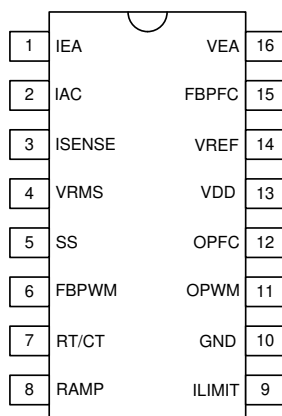 1 IEA VEA 16
2 IAC FBPFC 15
3 ISENSE VREF 14
4 VRMS VDD 13
5 SS OPFC 12
6 FBPWM OPWM 11
7 RT/CT GND 10
8 RAMP ILIMIT 9